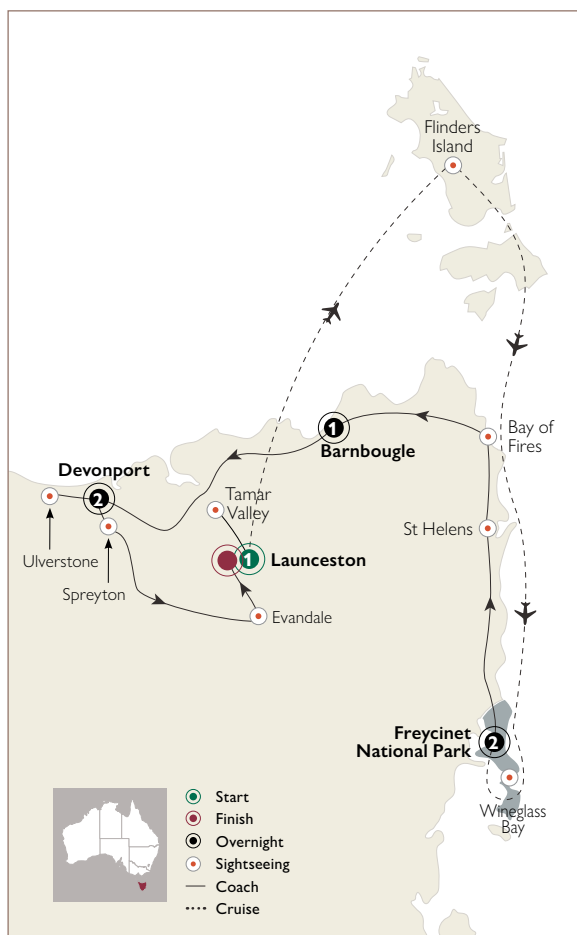 Flinders
Island
1
Barnbougle
Bay of
Fires
Devonport
2
Tamar
Valley
St Helens
Ulverstone
Spreyton
1
Launceston
Evandale
Freycinet
National Park
2
Wineglass
Bay
Start
Finish
Overnight
Sightseeing
Coach
Cruise